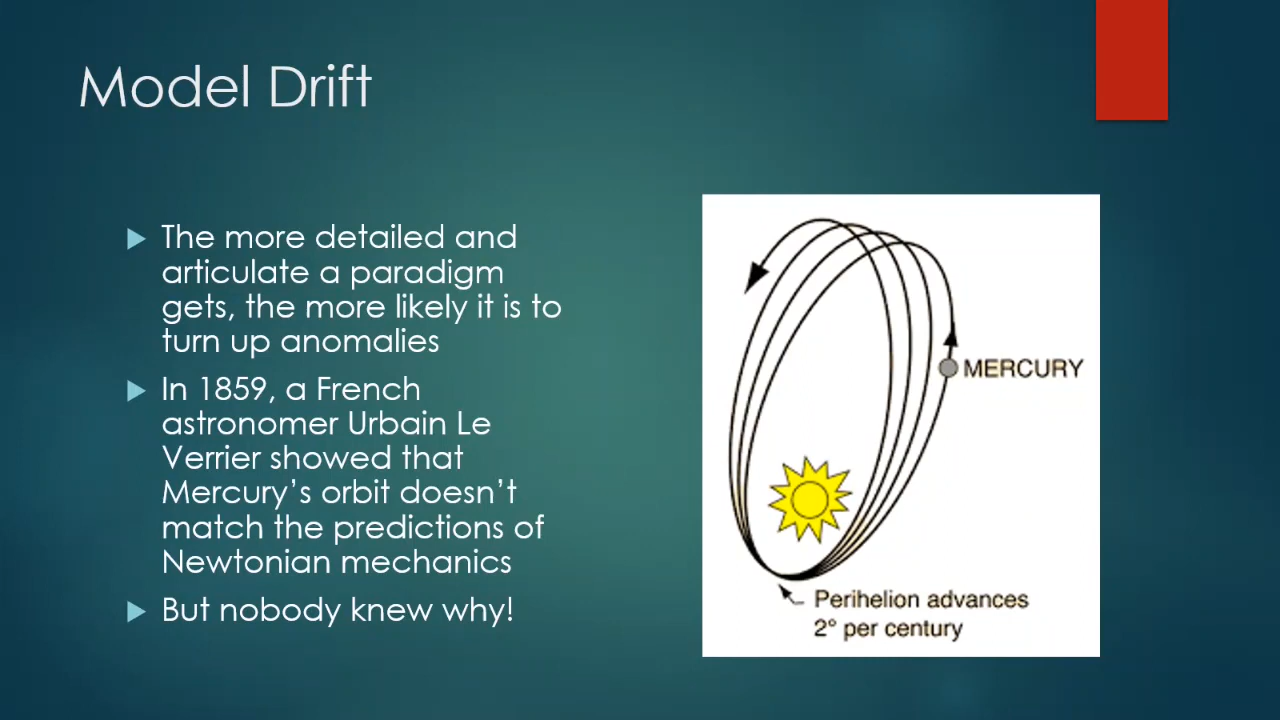 Model Drift
The more detailed and
articulate a paradigm
gets, the more likely it is to
turn up anomalies
In 1859, a French
astronomer Urbain Le
Verrier showed that
Mercury’s orbit doesn’t
match the predictions of
Newtonian mechanics
But nobody knew why!
MERCURY
Perihelion advances
2° per century